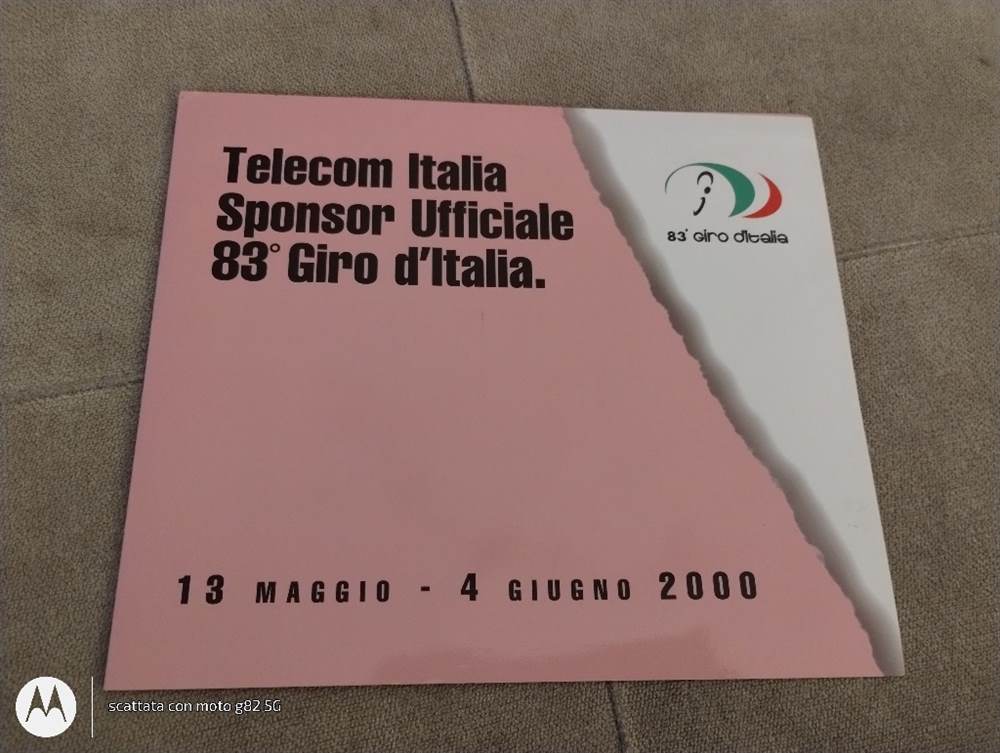 Telecom Italia
Sponsor Ufficiale
83° Giro d'Italia.
83° Giro d'Italia
13 MAGGIO - 4 GIUGNO 2000
scattata con moto g82 5G